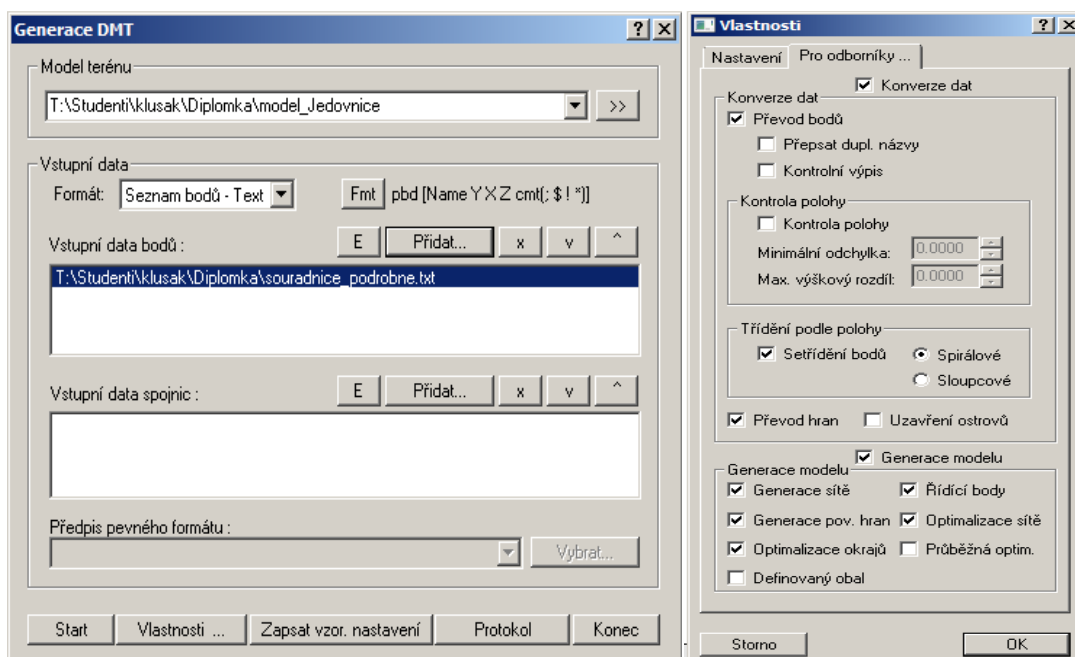 Generace DMT
Model terénu
T:\Studenti\klusak\Diplomka\model_Jedovnice
>>
Vstupní data
Formát: Seznam bodů - Text Fmt pbd [Name Y X Z cmt(; $ ! *)]
Vstupní data bodů : E Přidat... x v ^
T:\Studenti\klusak\Diplomka\souradnice_podrobne.txt
Vstupní data spojnic : E Přidat... x v ^
Předpis pevného formátu :
Vybrat...
Start Vlastnosti ... Zapsat vzor. nastavení Protokol Konec
Vlastnosti
Nastavení Pro odborníky ...
Konverze dat
Konverze dat
Převod bodů
Přepsat dupl. názvy
Kontrolní výpis
Kontrola polohy
Kontrola polohy
Minimální odchylka: 0.0000
Max. výškový rozdíl: 0.0000
Třídění podle polohy
Setřídění bodů Spirálové
Sloupcové
Převod hran Uzavření ostrovů
Generace modelu
Generace modelu
Generace sítě Řídící body
Generace pov. hran Optimalizace sítě
Optimalizace okrajů Průběžná optim.
Definovaný obal
Storno OK